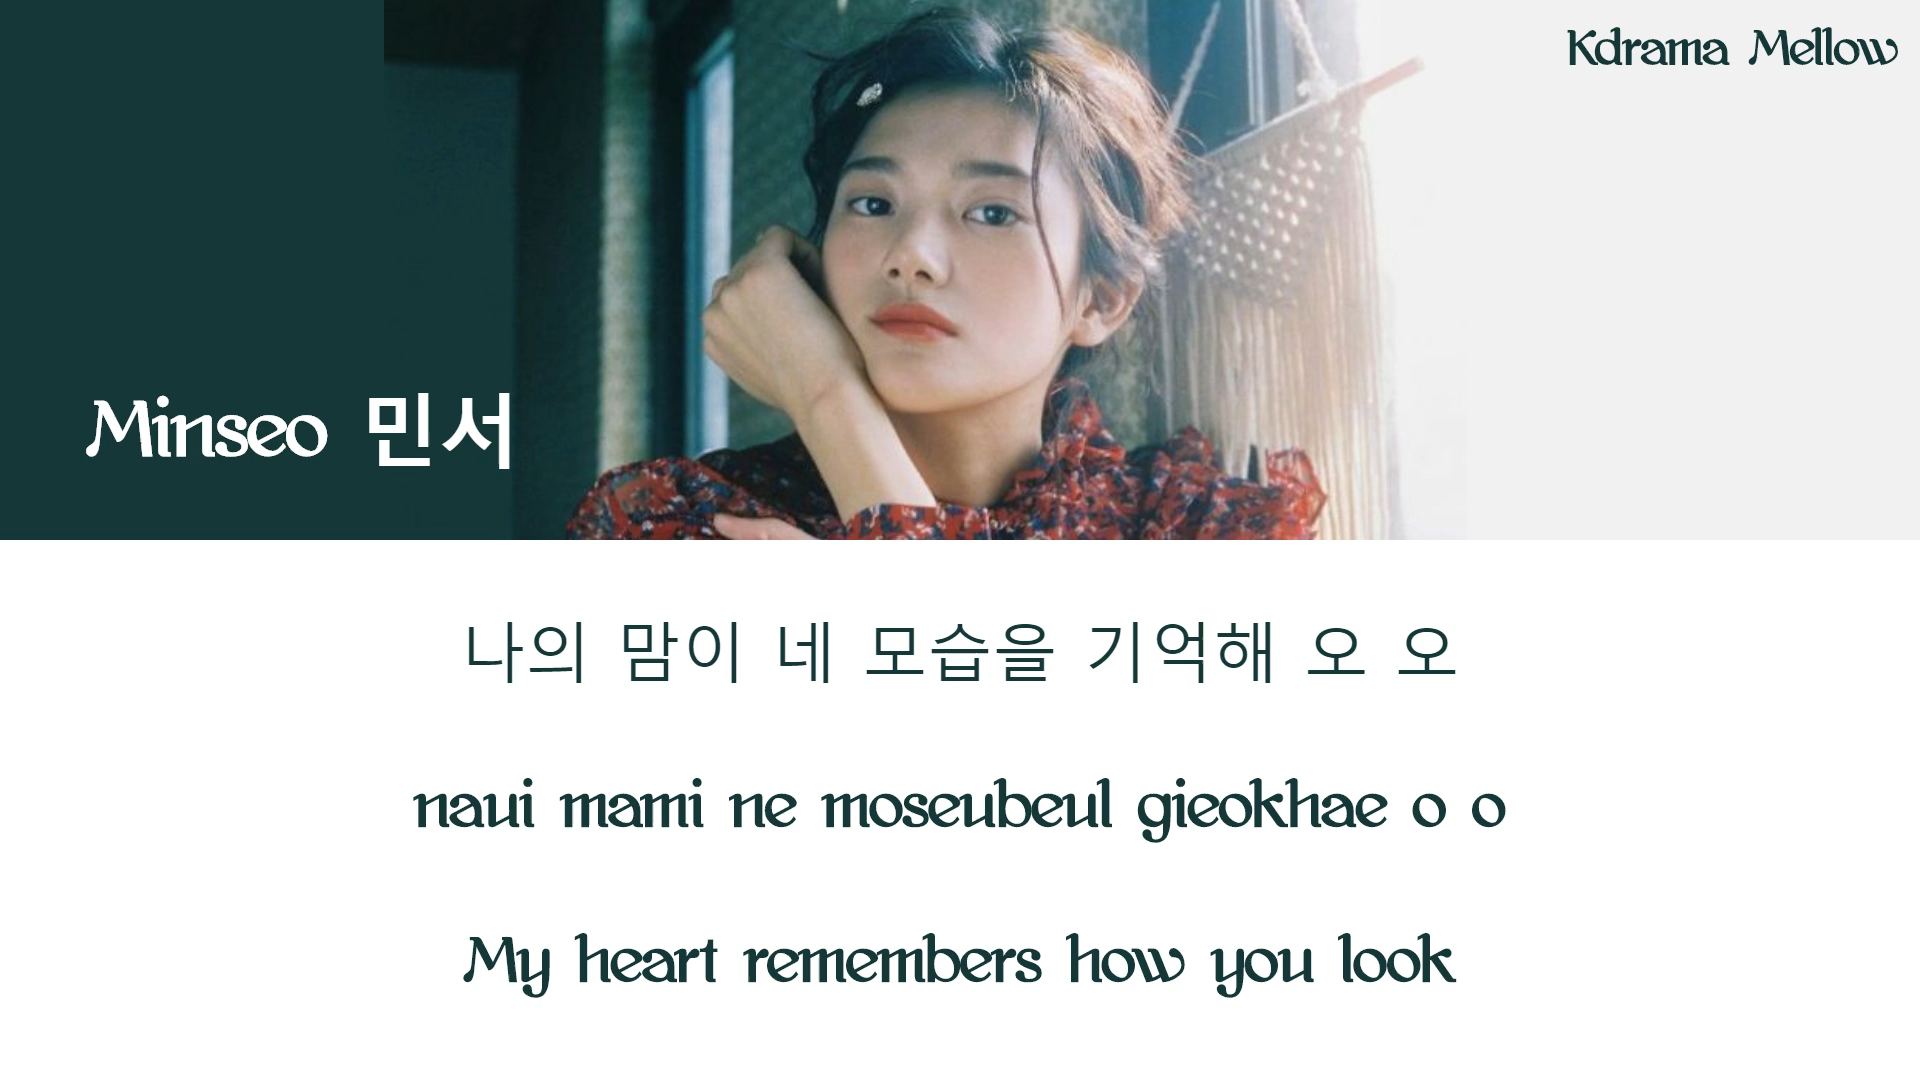 Kdrama Mellow
Minseo 민서
나의 맘이 네 모습을 기억해 오 오
naui mami ne moseubeul gieokhae o o
My heart remembers how you look